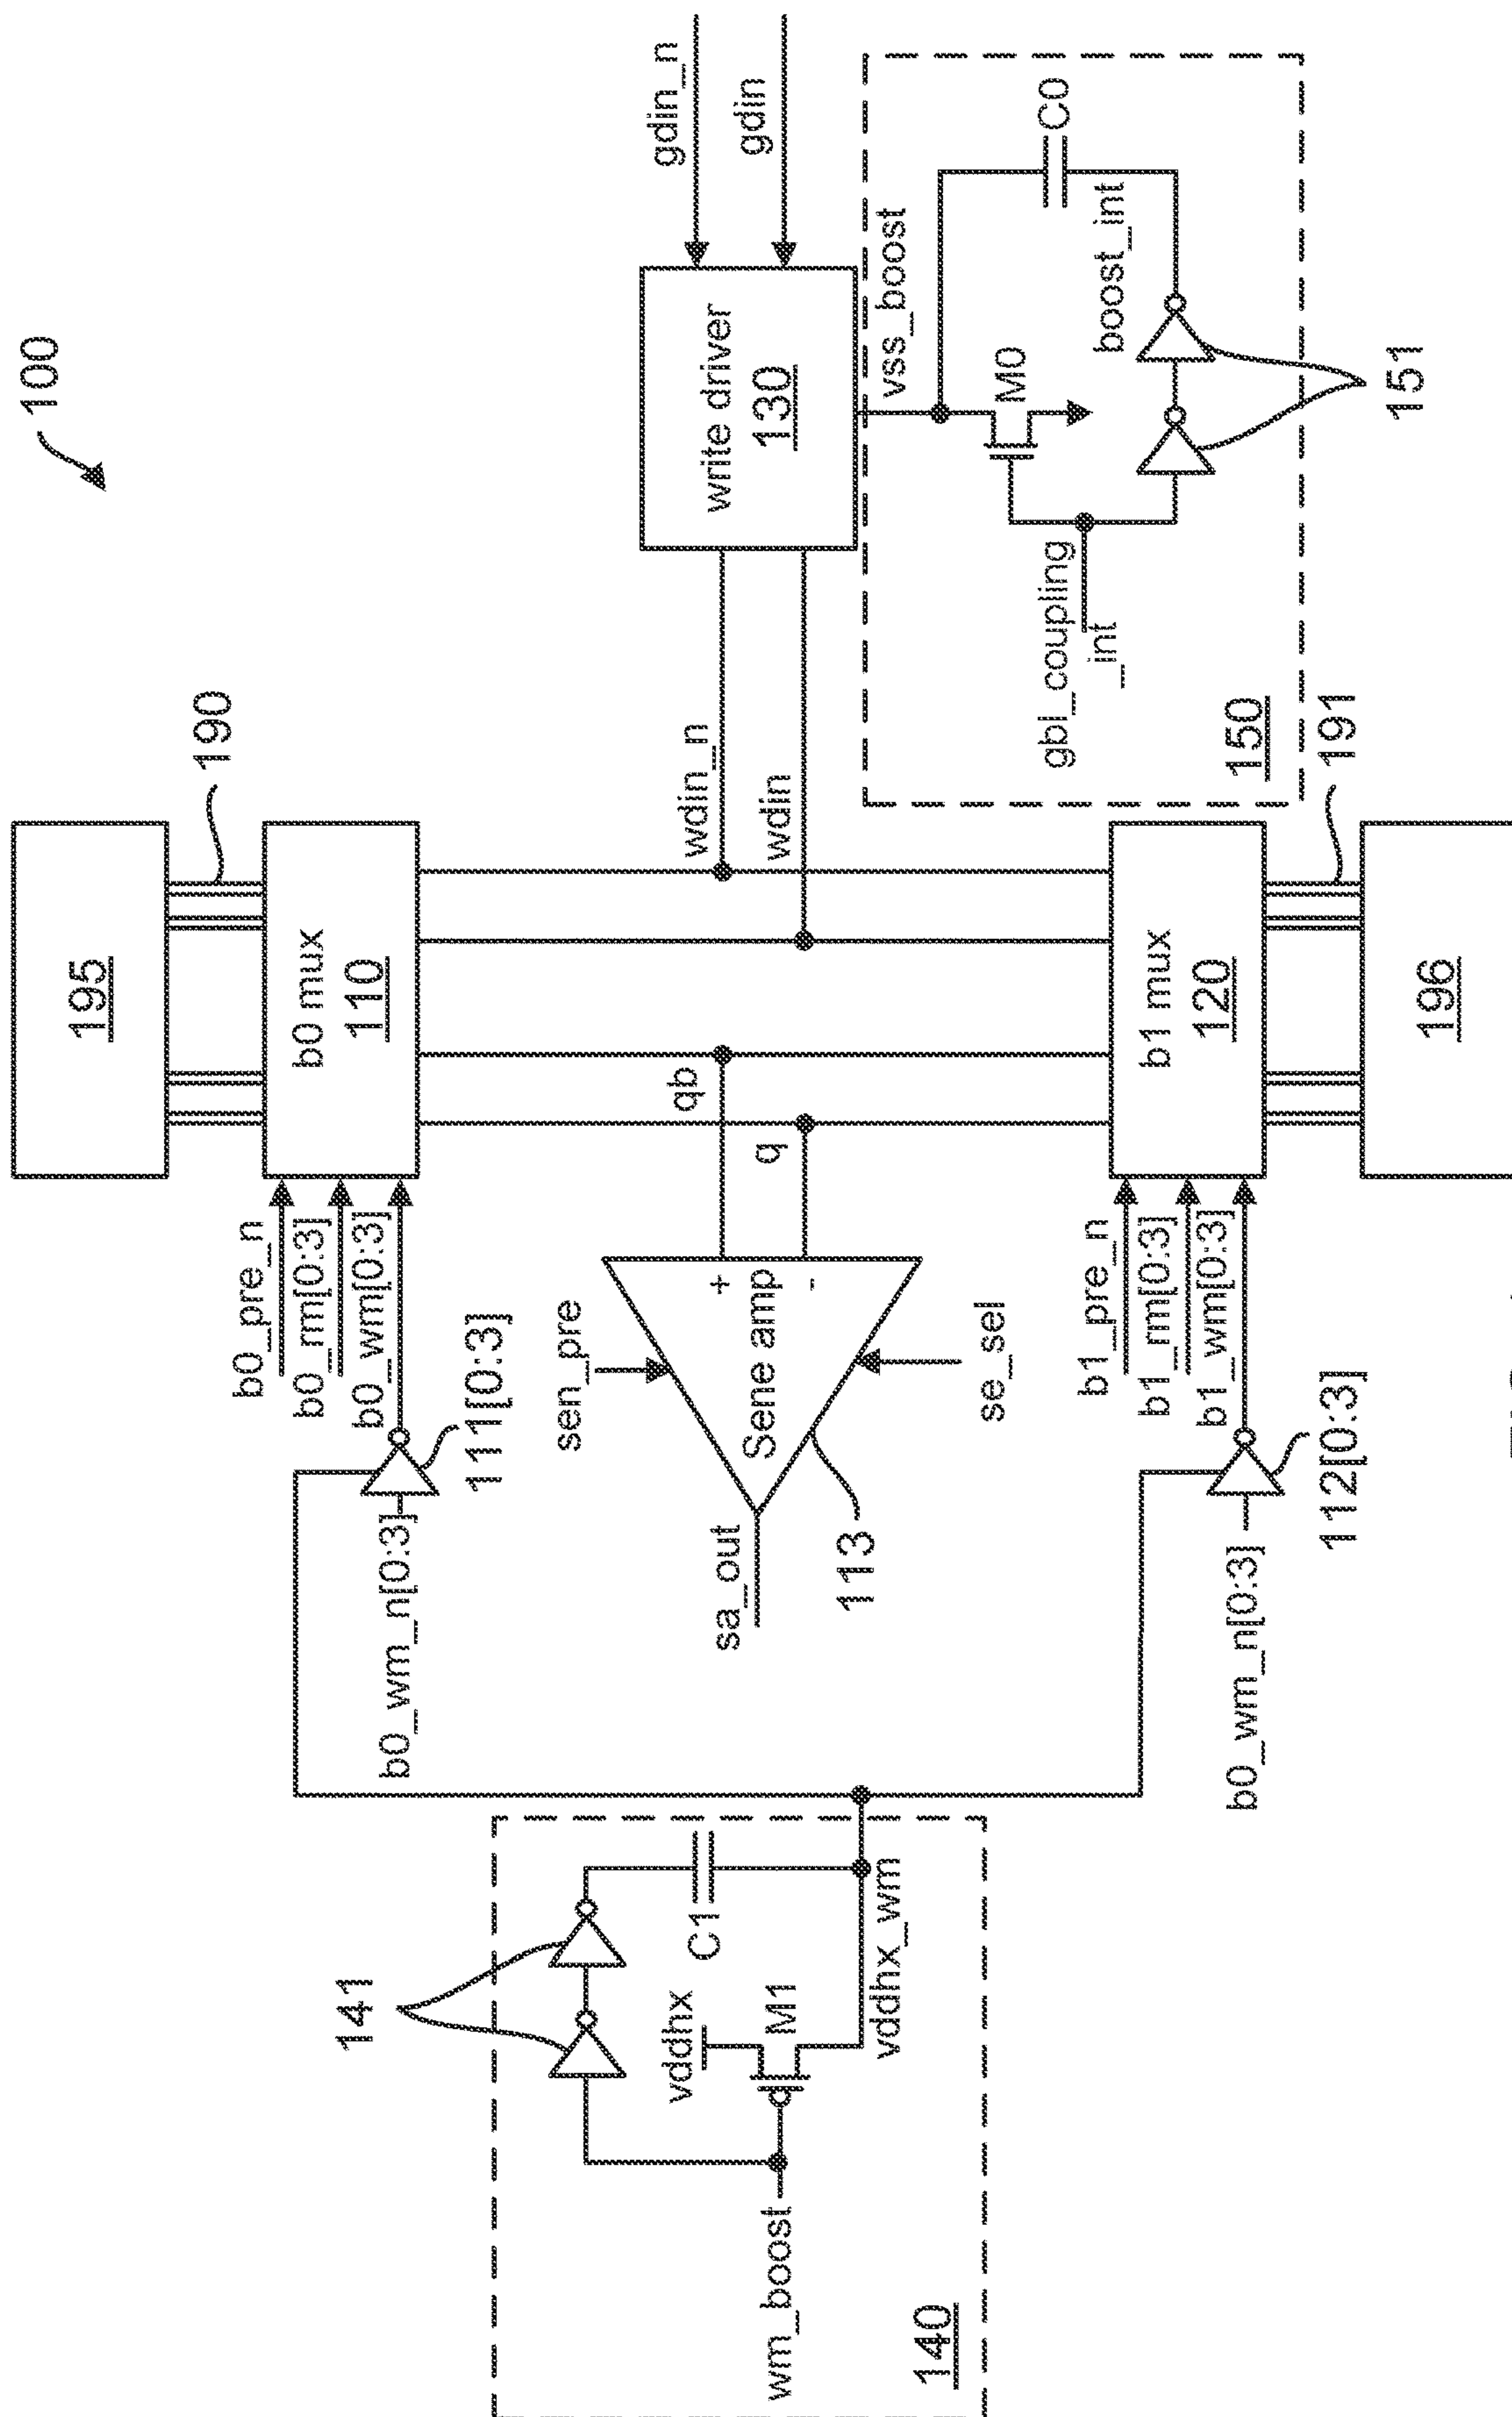 100
gdin_n
gdin
write driver
130
vss_boost
C0
M0
boost_int
151
gbl_coupling
_int
150
wdin_n
wdin
190
195
b0 mux
110
qb
q
b1 mux
120
191
196
b0_pre_n
b0_rm[0:3]
b0_wm[0:3]
111[0:3]
b0_wm_n[0:3]
sen_pre
+
-
Sene amp
se_sel
sa_out
113
b1_pre_n
b1_rm[0:3]
b1_wm[0:3]
112[0:3]
b0_wm_n[0:3]
141
C1
vddhx
M1
vddhx_wm
wm_boost
140